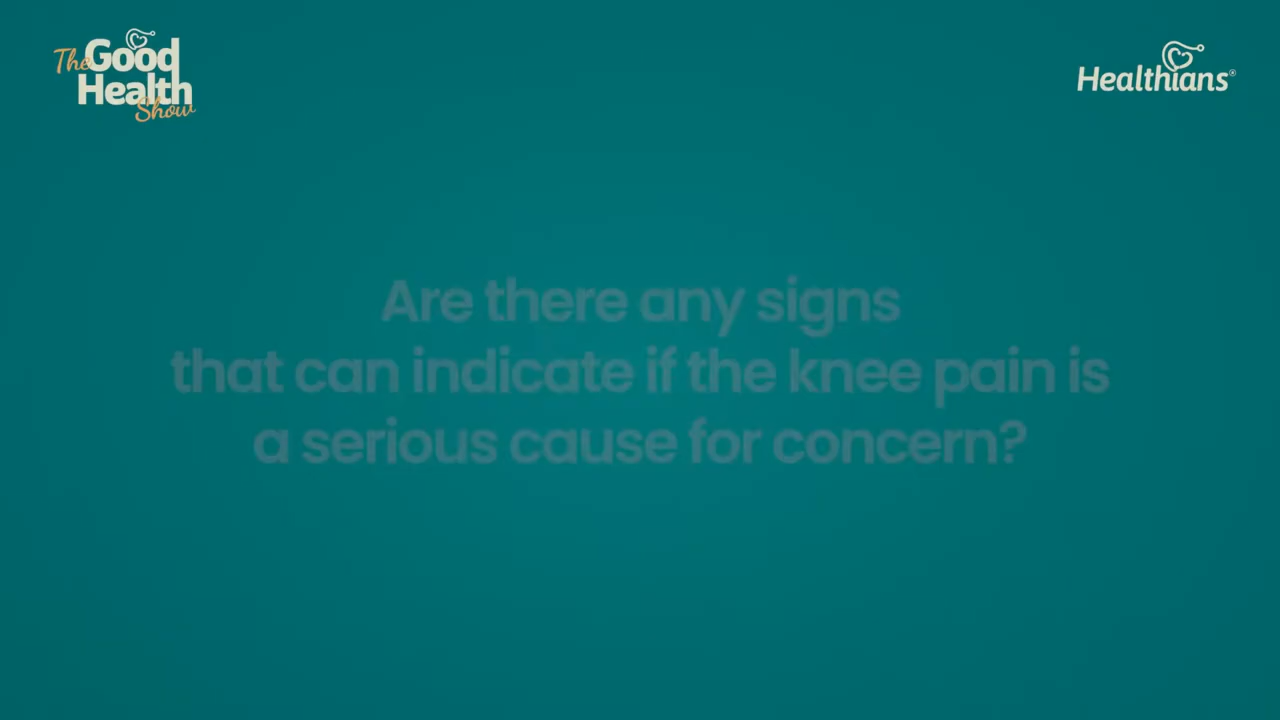 The Good
Health
Show
Healthians®
Are there any signs
that can indicate if the knee pain is
a serious cause for concern?